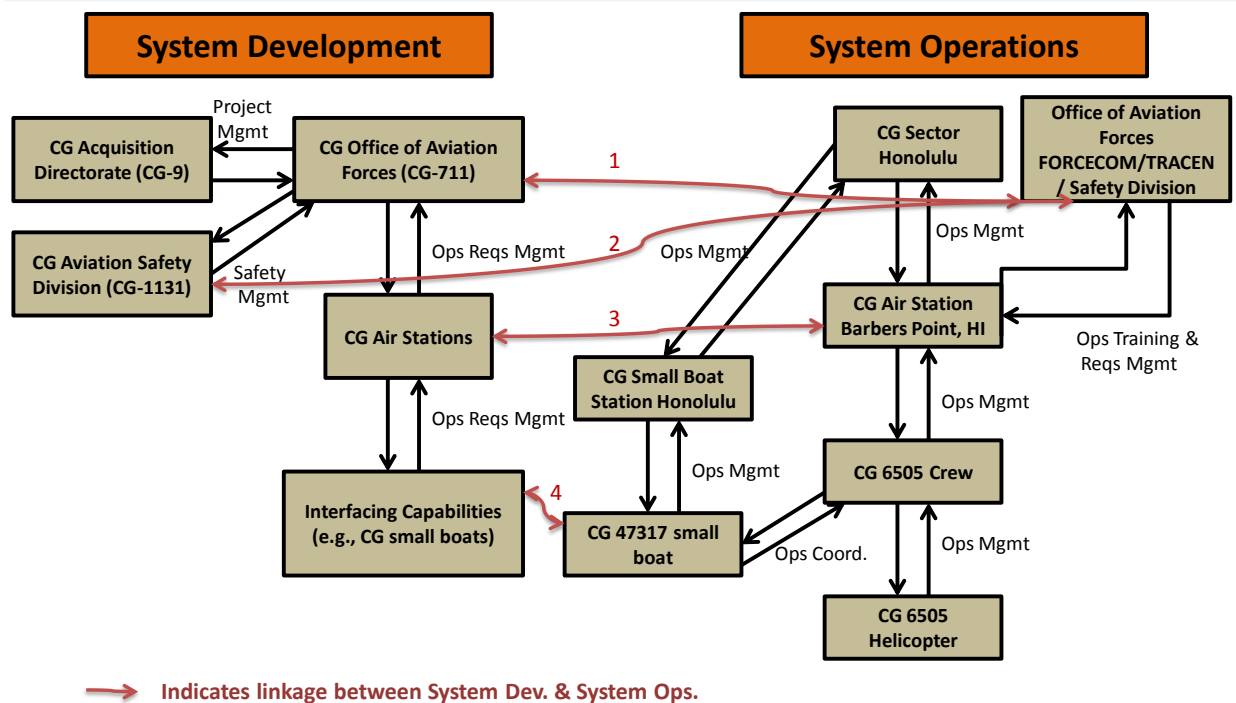 System Development
System Operations
Project
Mgmt
CG Acquisition
Directorate (CG-9)
CG Office of Aviation
Forces (CG-711)
CG Aviation Safety
Division (CG-1131)
Safety
Mgmt
Ops Reqs Mgmt
CG Air Stations
Ops Reqs Mgmt
Interfacing Capabilities
(e.g., CG small boats)
1
2
3
4
CG Sector
Honolulu
Office of Aviation
Forces
FORCECOM/TRACEN
/ Safety Division
Ops Mgmt
Ops Mgmt
CG Air Station
Barbers Point, HI
Ops Training &
Reqs Mgmt
CG Small Boat
Station Honolulu
Ops Mgmt
Ops Mgmt
CG 6505 Crew
CG 47317 small
boat
Ops Coord.
Ops Mgmt
CG 6505
Helicopter
Indicates linkage between System Dev. & System Ops.